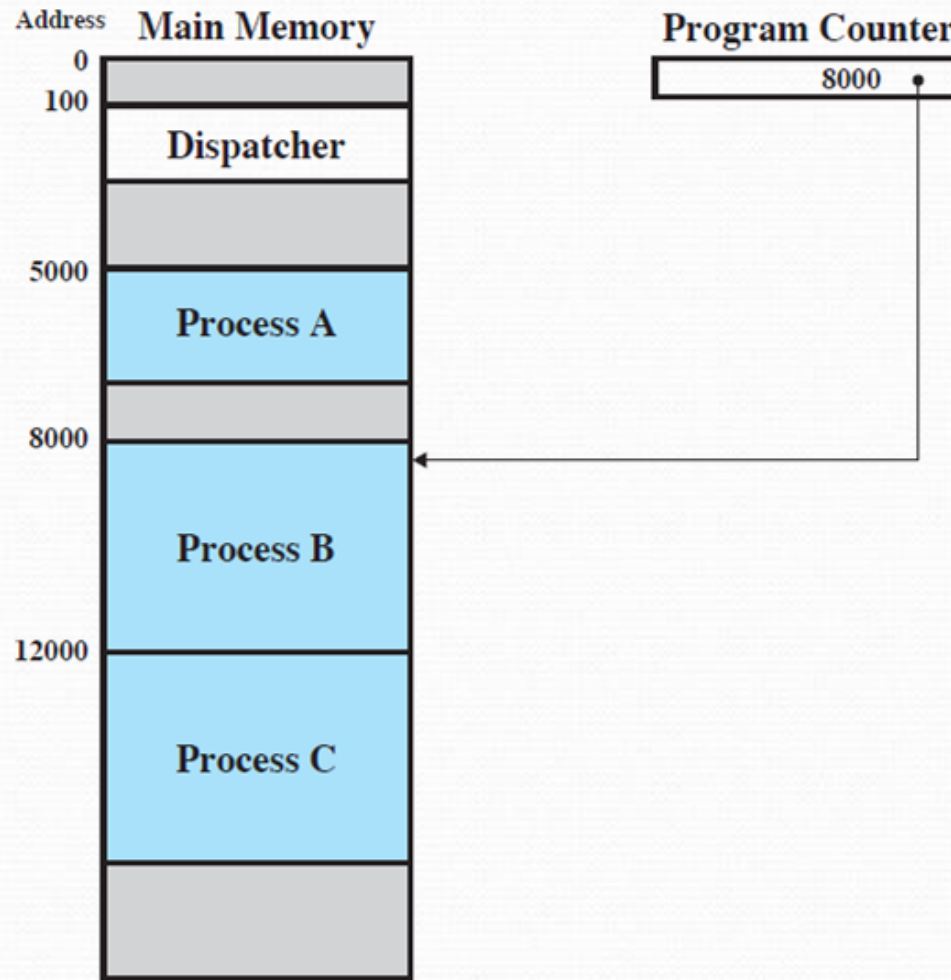 Address
Main Memory
Program Counter
0
8000
100
Dispatcher
5000
Process A
8000
Process B
12000
Process C